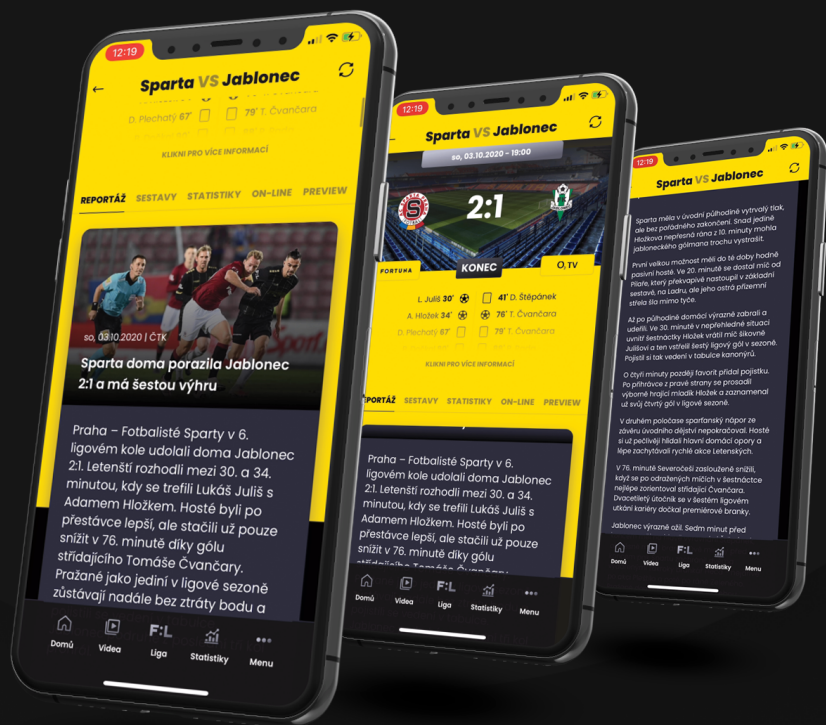 12:19
Sparta VS Jablonec
D. Plechatý 67' 79' T. Čvančara
KLIKNI PRO VÍCE INFORMACÍ
REPORTÁŽ SESTAVY STATISTIKY ON-LINE PREVIEW
so, 03.10.2020 | ČTK
Sparta doma porazila Jablonec
2:1 a má šestou výhru
Praha – Fotbalisté Sparty v 6.
ligovém kole udolali doma Jablonec
2:1. Letenští rozhodli mezi 30. a 34.
minutou, kdy se trefili Lukáš Juliš s
Adamem Hložkem. Hosté byli po
přestávce lepší, ale stačili už pouze
snížit v 76. minutě díky gólu
střídajícího Tomáše Čvančary.
Pražané jako jediní v ligové sezoně
zůstávají nadále bez ztráty bodu a
Domů Videa F:L Liga Statistiky Menu
12:19
Sparta VS Jablonec
so, 03.10.2020 - 19:00
2:1
FORTUNA KONEC O2 TV
L. Juliš 30' 41' D. Štěpánek
A. Hložek 34' 76' T. Čvančara
D. Plechatý 67' 79' T. Čvančara
KLIKNI PRO VÍCE INFORMACÍ
PORTÁŽ SESTAVY STATISTIKY ON-LINE PREVIEW
Praha – Fotbalisté Sparty v 6.
ligovém kole udolali doma Jablonec
2:1. Letenští rozhodli mezi 30. a 34.
minutou, kdy se trefili Lukáš Juliš s
Adamem Hložkem. Hosté byli po
přestávce lepší, ale stačili už pouze
snížit v 76. minutě díky gólu
střídajícího Tomáše Čvančary.
Domů Videa F:L Liga Statistiky Menu
12:19
Sparta VS Jablonec
Sparta měla v úvodní půlhodině vytrvalý tlak,
ale bez pořádného zakončení. Snad jedině
Hložkova nepřesná rána z 10. minuty mohla
jabloneckého gólmana trochu vystrašit.
První velkou možnost měli do té doby hodně
pasivní hosté. Ve 20. minutě se dostal míč od
Pilaře, který překvapivě nastoupil v základní
sestavě, na Ladru, ale jeho ostrá přízemní
střela šla mimo tyče.
Až po půlhodině domácí výrazně zabrali a
udeřili. Ve 30. minutě v nepřehledné situaci
uvnitř šestnáctky Hložek vrátil míč šikovně
Julišovi a ten vstřelil šestý ligový gól v sezoně.
Pojistil si tak vedení v tabulce kanonýrů.
O čtyři minuty později favorit přidal pojistku.
Po přihrávce z pravé strany se prosadil
výborně hrající mladík Hložek a zaznamenal
už svůj čtvrtý gól v ligové sezoně.
V druhém poločase sparťanský nápor ze
závěru úvodního dějství nepokračoval. Hosté
si už pečlivěji hlídali hlavní domácí opory a
lépe zachytávali rychlé akce Letenských.
V 76. minutě Severočeši zaslouženě snížili,
když se po odražených míčích v šestnáctce
nejlépe zorientoval střídající Čvančara.
Dvacetiletý útočník se v šestém ligovém
utkání kariéry dočkal premiérové branky.
Jablonec výrazně ožil. Sedm minut před
Domů Videa F:L Liga Statistiky Menu